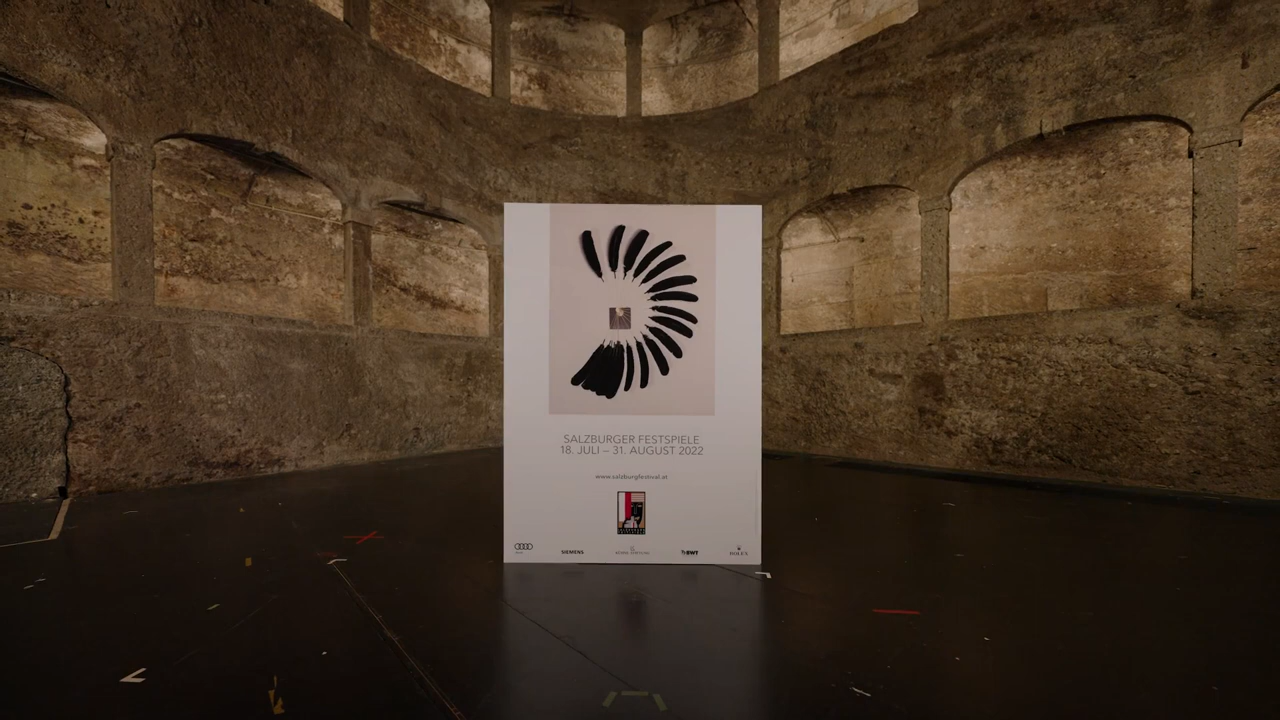 SALZBURGER FESTSPIELE
18. JULI – 31. AUGUST 2022
www.salzburgfestival.at
SIEMENS
BWT
ROLEX